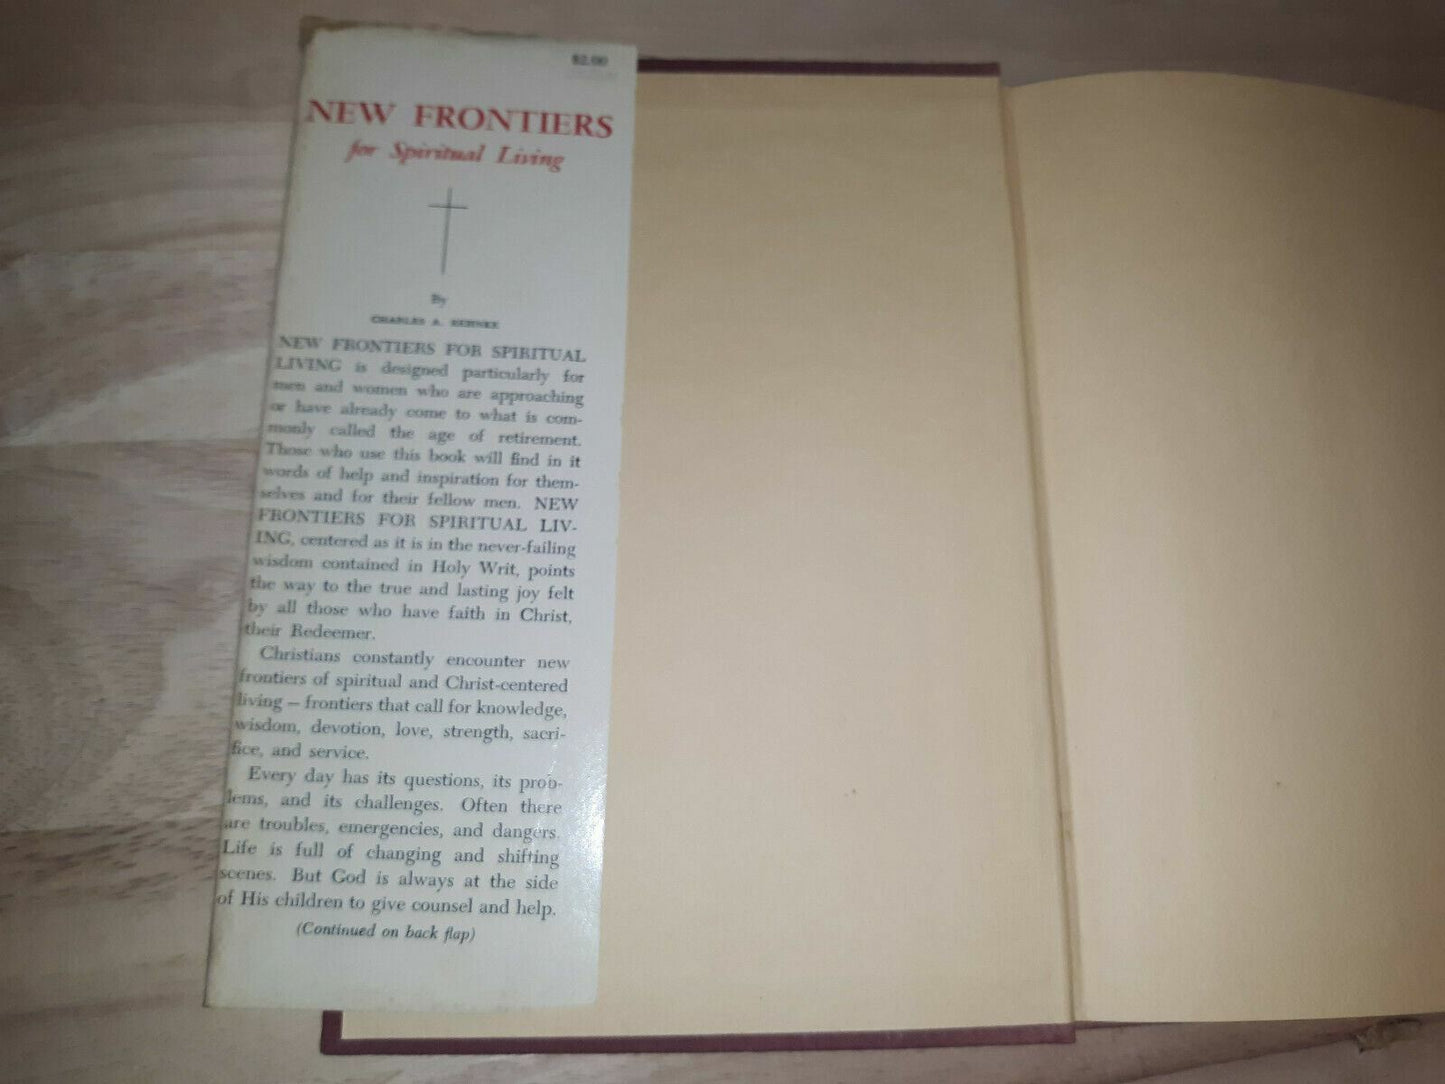 $2.00
NEW FRONTIERS
for Spiritual Living
By
CHARLES A. BEHNKE
NEW FRONTIERS FOR SPIRITUAL
LIVING is designed particularly for
men and women who are approaching
or have already come to what is com-
monly called the age of retirement.
Those who use this book will find in it
words of help and inspiration for them-
selves and for their fellow men. NEW
FRONTIERS FOR SPIRITUAL LIV-
ING, centered as it is in the never-failing
wisdom contained in Holy Writ, points
the way to the true and lasting joy felt
by all those who have faith in Christ,
their Redeemer.
Christians constantly encounter new
frontiers of spiritual and Christ-centered
living – frontiers that call for knowledge,
wisdom, devotion, love, strength, sacri-
fice, and service.
Every day has its questions, its prob-
lems, and its challenges. Often there
are troubles, emergencies, and dangers.
Life is full of changing and shifting
scenes. But God is always at the side
of His children to give counsel and help.
(Continued on back flap)